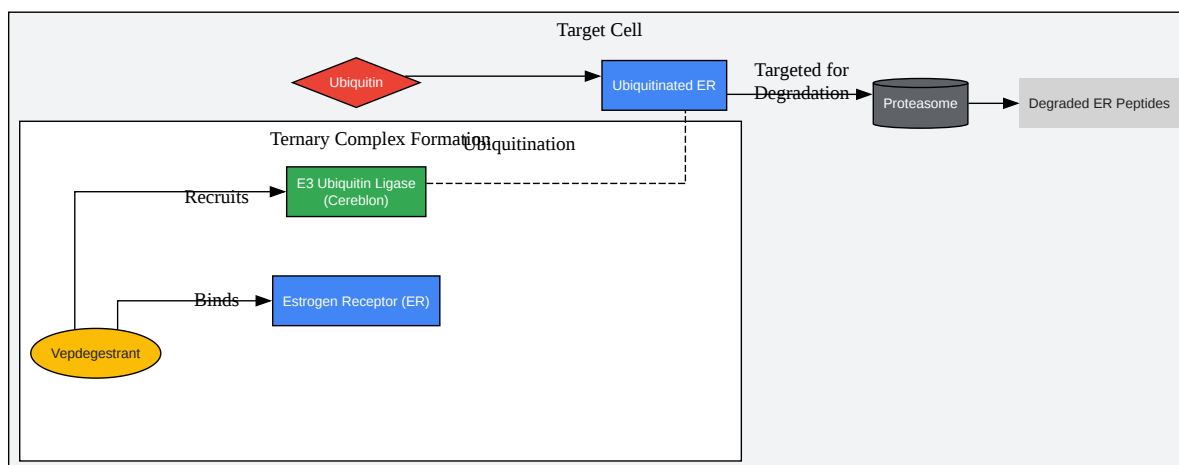 Target Cell
Ubiquitin
Ubiquitinated ER
Targeted for
Degradation
Proteasome
Degraded ER Peptides
Ternary Complex Formation
Ubiquitination
E3 Ubiquitin Ligase
(Cereblon)
Recruits
Binds
Estrogen Receptor (ER)
Vepdegestrant